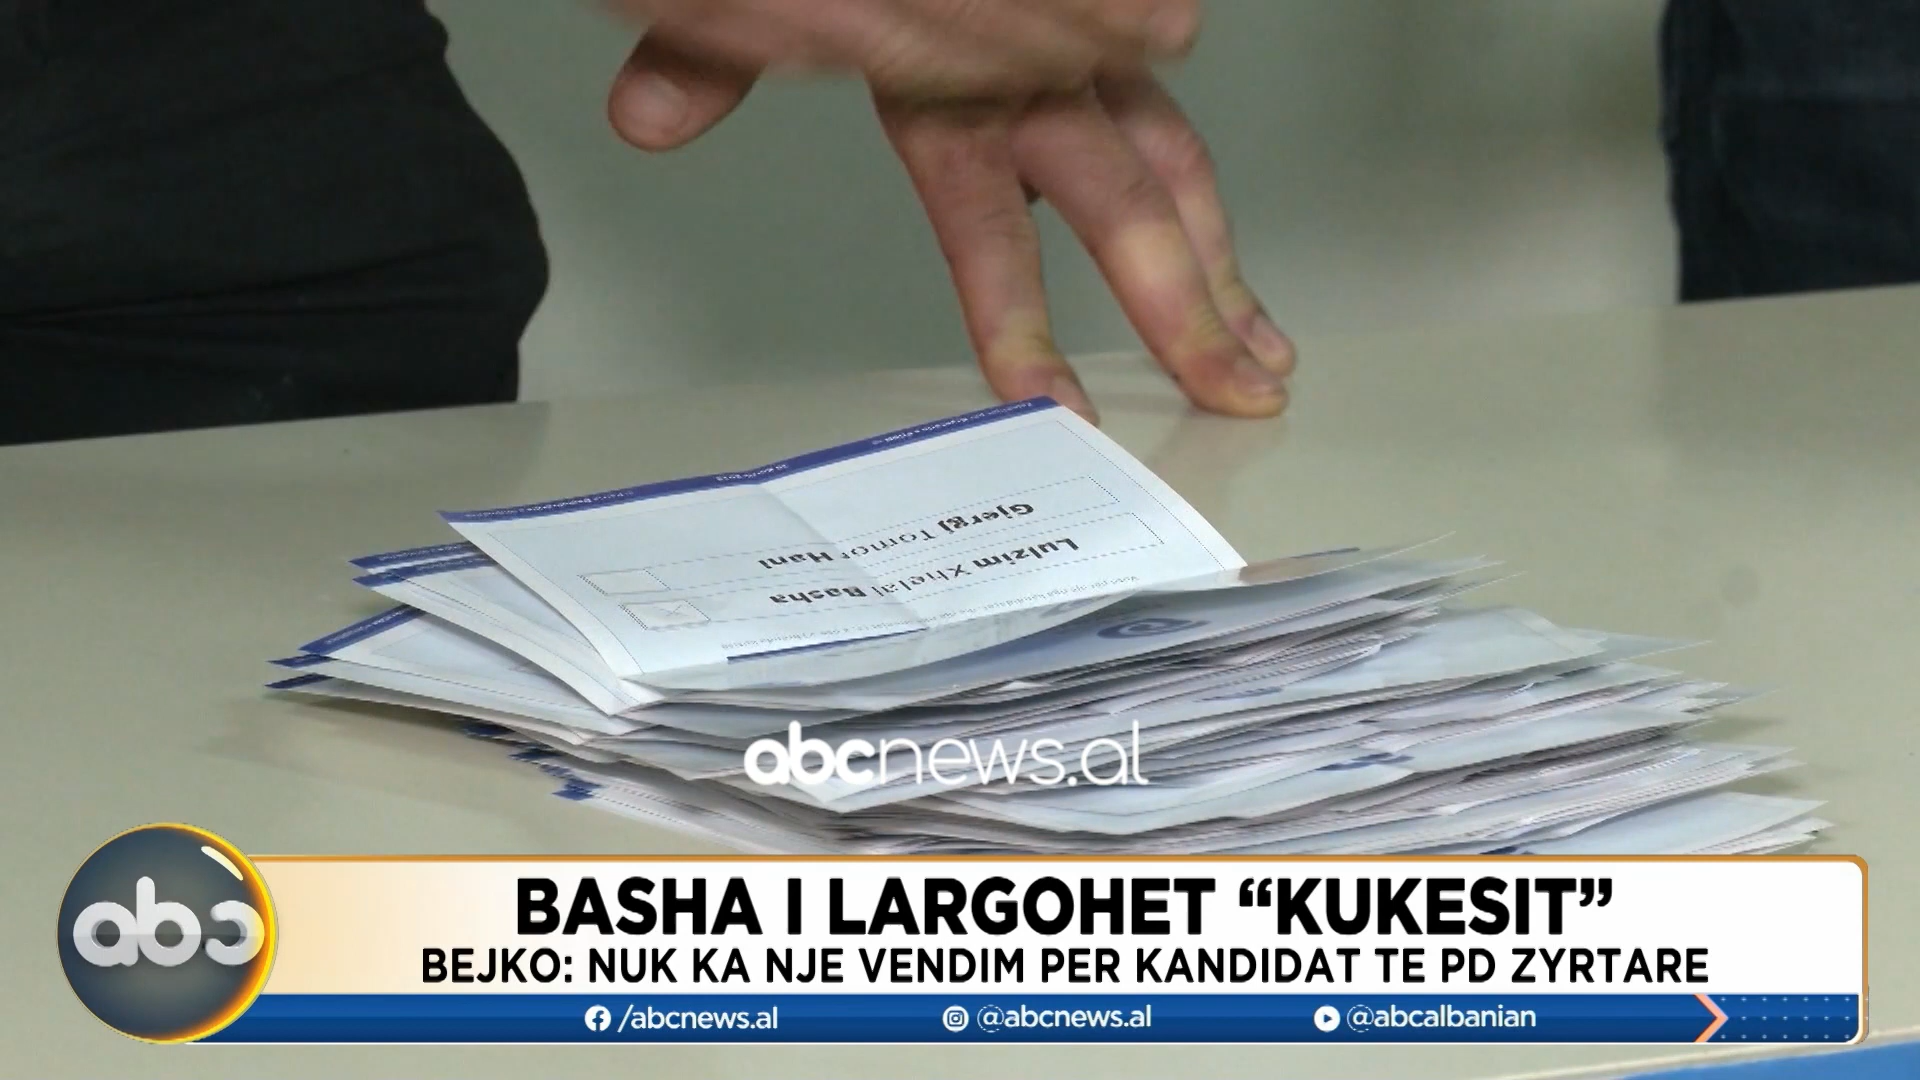 Gjergj Tomor Hani
Lulzim Xhelal Basha
abcnews.al
abc
BASHA I LARGOHET “KUKESIT”
BEJKO: NUK KA NJE VENDIM PER KANDIDAT TE PD ZYRTARE
/abcnews.al @abcnews.al @abcalbanian